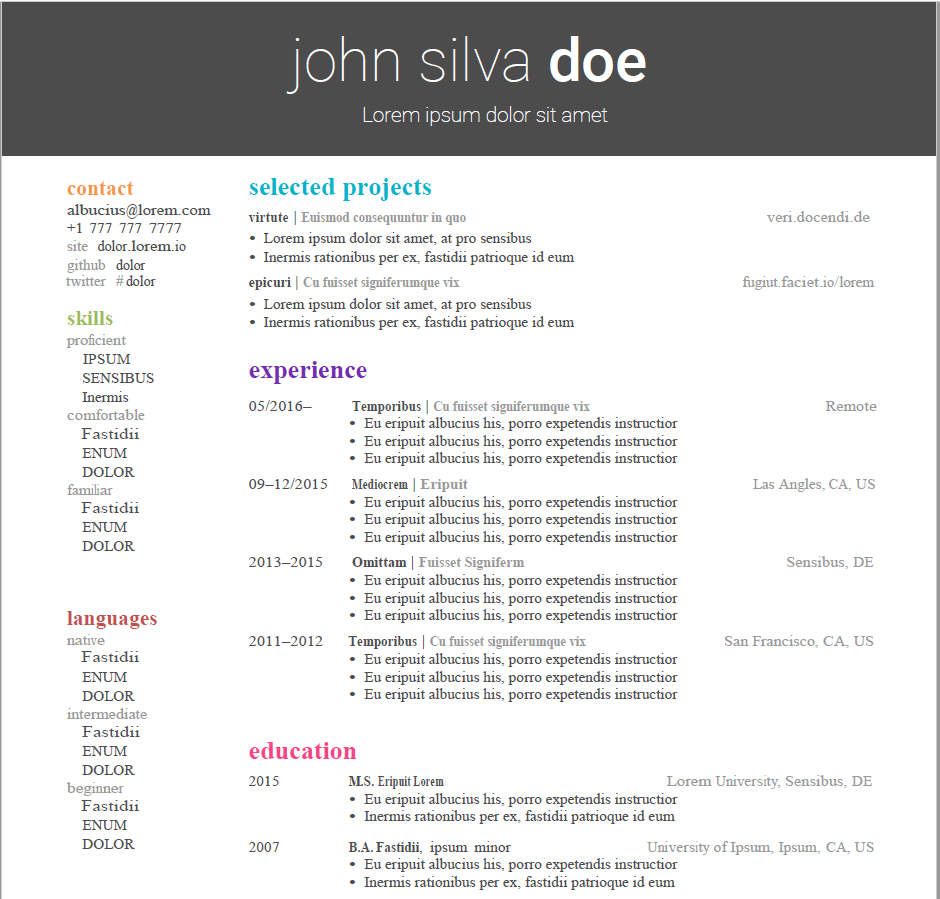 john silva doe
Lorem ipsum dolor sit amet
contact
albucius@lorem.com
+1 777 777 7777
site dolor.lorem.io
github dolor
twitter #dolor
skills
proficient
IPSUM
SENSIBUS
Inermis
comfortable
Fastidii
ENUM
DOLOR
familiar
Fastidii
ENUM
DOLOR
languages
native
Fastidii
ENUM
DOLOR
intermediate
Fastidii
ENUM
DOLOR
beginner
Fastidii
ENUM
DOLOR
selected projects
virtute | Euismod consequuntur in quo veri.docendi.de
• Lorem ipsum dolor sit amet, at pro sensibus
• Inermis rationibus per ex, fastidii patrioque id eum
epicuri | Cu fuisset signiferumque vix fugiut.faciet.io/lorem
• Lorem ipsum dolor sit amet, at pro sensibus
• Inermis rationibus per ex, fastidii patrioque id eum
experience
05/2016– Temporibus | Cu fuisset signiferumque vix Remote
• Eu eripuit albucius his, porro expetendis instructior
• Eu eripuit albucius his, porro expetendis instructior
• Eu eripuit albucius his, porro expetendis instructior
09–12/2015 Mediocrem | Eripuit Las Angles, CA, US
• Eu eripuit albucius his, porro expetendis instructior
• Eu eripuit albucius his, porro expetendis instructior
• Eu eripuit albucius his, porro expetendis instructior
2013–2015 Omittam | Fuisset Signiferm Sensibus, DE
• Eu eripuit albucius his, porro expetendis instructior
• Eu eripuit albucius his, porro expetendis instructior
• Eu eripuit albucius his, porro expetendis instructior
2011–2012 Temporibus | Cu fuisset signiferumque vix San Francisco, CA, US
• Eu eripuit albucius his, porro expetendis instructior
• Eu eripuit albucius his, porro expetendis instructior
• Eu eripuit albucius his, porro expetendis instructior
education
2015 M.S. Eripuit Lorem Lorem University, Sensibus, DE
• Eu eripuit albucius his, porro expetendis instructior
• Inermis rationibus per ex, fastidii patrioque id eum
2007 B.A. Fastidii, ipsum minor University of Ipsum, Ipsum, CA, US
• Eu eripuit albucius his, porro expetendis instructior
• Inermis rationibus per ex, fastidii patrioque id eum